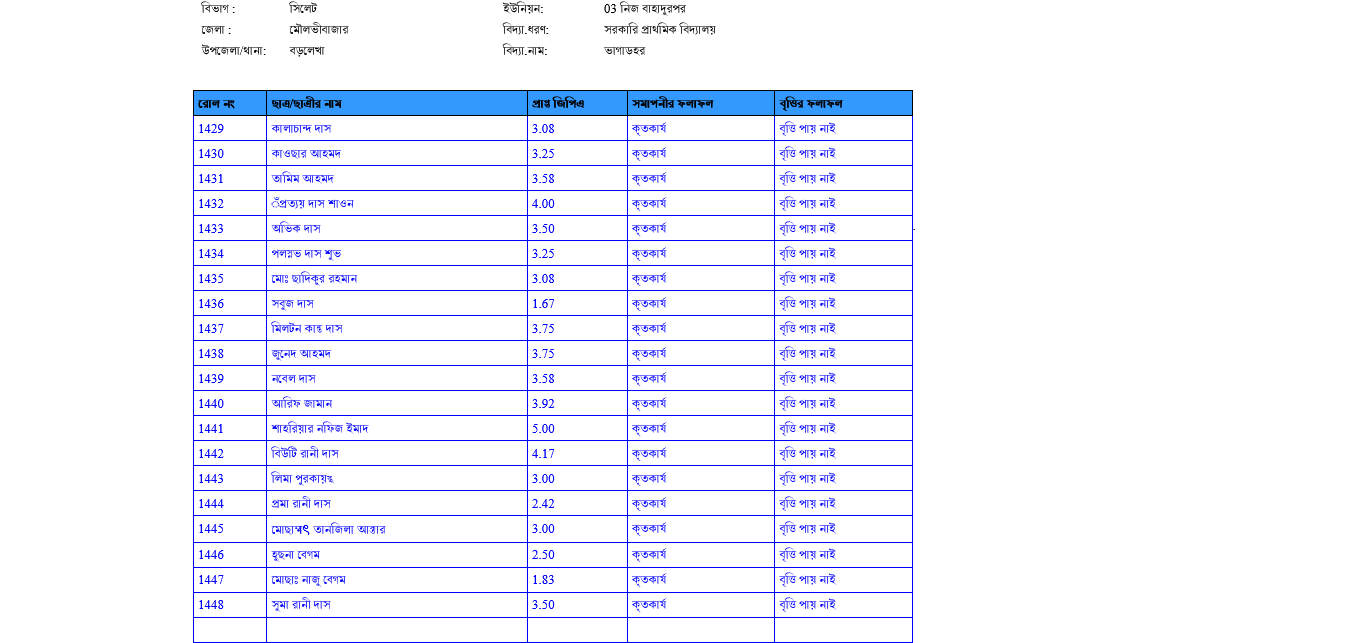 বিভাগ : সিলেট ইউনিয়ন: 03 নিজ বাহাদুরপর
জেলা : মৌলভীবাজার বিদ্যা.ধরণ: সরকারি প্রাথমিক বিদ্যালয়
উপজেলা/থানা: বড়লেখা বিদ্যা.নাম: ভাগাডহর
রোল নং ছাত্র/ছাত্রীর নাম প্রাপ্ত জিপিএ সমাপনীর ফলাফল বৃত্তির ফলাফল
1429 কালাচান্দ দাস 3.08 কৃতকার্য বৃত্তি পায় নাই
1430 কাওছার আহমদ 3.25 কৃতকার্য বৃত্তি পায় নাই
1431 তামিম আহমদ 3.58 কৃতকার্য বৃত্তি পায় নাই
1432 ঁপ্রত্যয় দাস শাওন 4.00 কৃতকার্য বৃত্তি পায় নাই
1433 অভিক দাস 3.50 কৃতকার্য বৃত্তি পায় নাই
1434 পলয়ভ দাস শুভ 3.25 কৃতকার্য বৃত্তি পায় নাই
1435 মোঃ ছাদিকুর রহমান 3.08 কৃতকার্য বৃত্তি পায় নাই
1436 সবুজ দাস 1.67 কৃতকার্য বৃত্তি পায় নাই
1437 মিলটন কান্ত দাস 3.75 কৃতকার্য বৃত্তি পায় নাই
1438 জুনেদ আহমদ 3.75 কৃতকার্য বৃত্তি পায় নাই
1439 নবেল দাস 3.58 কৃতকার্য বৃত্তি পায় নাই
1440 আরিফ জামান 3.92 কৃতকার্য বৃত্তি পায় নাই
1441 শাহরিয়ার নফিজ ইমাদ 5.00 কৃতকার্য বৃত্তি পায় নাই
1442 বিউটি রানী দাস 4.17 কৃতকার্য বৃত্তি পায় নাই
1443 লিমা 3.00 কৃতকার্য বৃত্তি পায় নাই
1444 প্রমা রানী দাস 2.42 কৃতকার্য বৃত্তি পায় নাই
1445 তানজিলা আক্তার 3.00 কৃতকার্য বৃত্তি পায় নাই
1446 হুছনা বেগম 2.50 কৃতকার্য বৃত্তি পায় নাই
1447 মোছাঃ নাজু বেগম 1.83 কৃতকার্য বৃত্তি পায় নাই
1448 সুমা রানী দাস 3.50 কৃতকার্য বৃত্তি পায় নাই